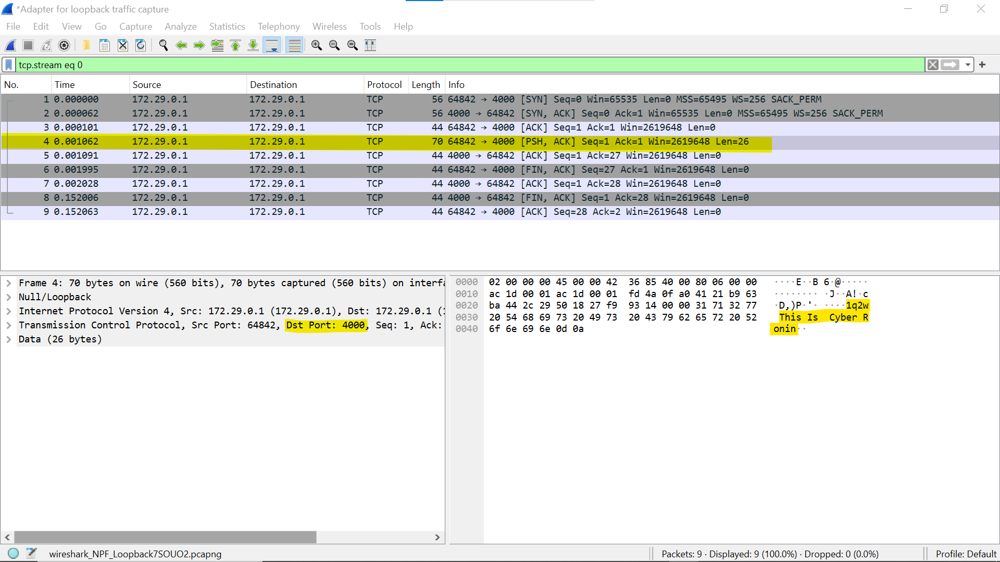 *Adapter for loopback traffic capture
File Edit View Go Capture Analyze Statistics Telephony Wireless Tools Help
tcp.stream eq 0
No. Time Source Destination Protocol Length Info
1 0.000000 172.29.0.1 172.29.0.1 TCP 56 64842 → 4000 [SYN] Seq=0 Win=65535 Len=0 MSS=65495 WS=256 SACK_PERM
2 0.000062 172.29.0.1 172.29.0.1 TCP 56 4000 → 64842 [SYN, ACK] Seq=0 Ack=1 Win=65535 Len=0 MSS=65495 WS=256 SACK_PERM
3 0.000101 172.29.0.1 172.29.0.1 TCP 44 64842 → 4000 [ACK] Seq=1 Ack=1 Win=2619648 Len=0
4 0.001062 172.29.0.1 172.29.0.1 TCP 70 64842 → 4000 [PSH, ACK] Seq=1 Ack=1 Win=2619648 Len=26
5 0.001091 172.29.0.1 172.29.0.1 TCP 44 4000 → 64842 [ACK] Seq=1 Ack=27 Win=2619648 Len=0
6 0.001995 172.29.0.1 172.29.0.1 TCP 44 64842 → 4000 [FIN, ACK] Seq=27 Ack=1 Win=2619648 Len=0
7 0.002028 172.29.0.1 172.29.0.1 TCP 44 4000 → 64842 [ACK] Seq=1 Ack=28 Win=2619648 Len=0
8 0.152006 172.29.0.1 172.29.0.1 TCP 44 4000 → 64842 [FIN, ACK] Seq=1 Ack=28 Win=2619648 Len=0
9 0.152063 172.29.0.1 172.29.0.1 TCP 44 64842 → 4000 [ACK] Seq=28 Ack=2 Win=2619648 Len=0
Frame 4: 70 bytes on wire (560 bits), 70 bytes captured (560 bits) on interfa
Null/Loopback
Internet Protocol Version 4, Src: 172.29.0.1 (172.29.0.1), Dst: 172.29.0.1 (1
Transmission Control Protocol, Src Port: 64842, Dst Port: 4000, Seq: 1, Ack:
Data (26 bytes)
0000 02 00 00 00 45 00 00 42 36 85 40 00 80 06 00 00 ····E··B 6·@·····
0010 ac 1d 00 01 ac 1d 00 01 fd 4a 0f a0 41 21 b9 63 ········ ·J··A!·c
0020 ba 44 2c 29 50 18 27 f9 93 14 00 00 31 71 32 77 ·D,)P·'· ····1q2w
0030 20 54 68 69 73 20 49 73 20 43 79 62 65 72 20 52 This Is Cyber R
0040 6f 6e 69 6e 0d 0a onin··
wireshark_NPF_Loopback7SOUO2.pcapng
Packets: 9 · Displayed: 9 (100.0%) · Dropped: 0 (0.0%)
Profile: Default